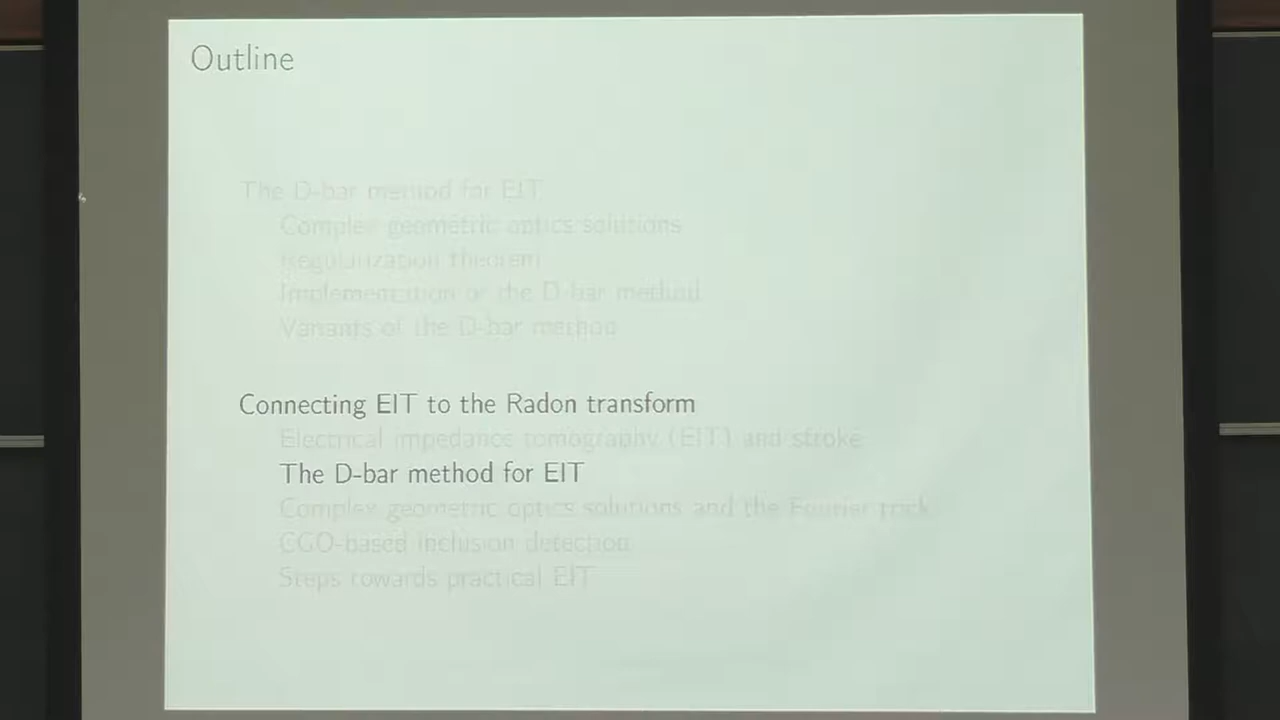 Outline
The D-bar method for EIT
Complex geometric optics solutions
Regularization theorem
Implementation of the D-bar method
Variants of the D-bar method
Connecting EIT to the Radon transform
Electrical impedance tomography (EIT) and stroke
The D-bar method for EIT
Complex geometric optics solutions and the Fourier trick
CGO-based inclusion detection
Steps towards practical EIT